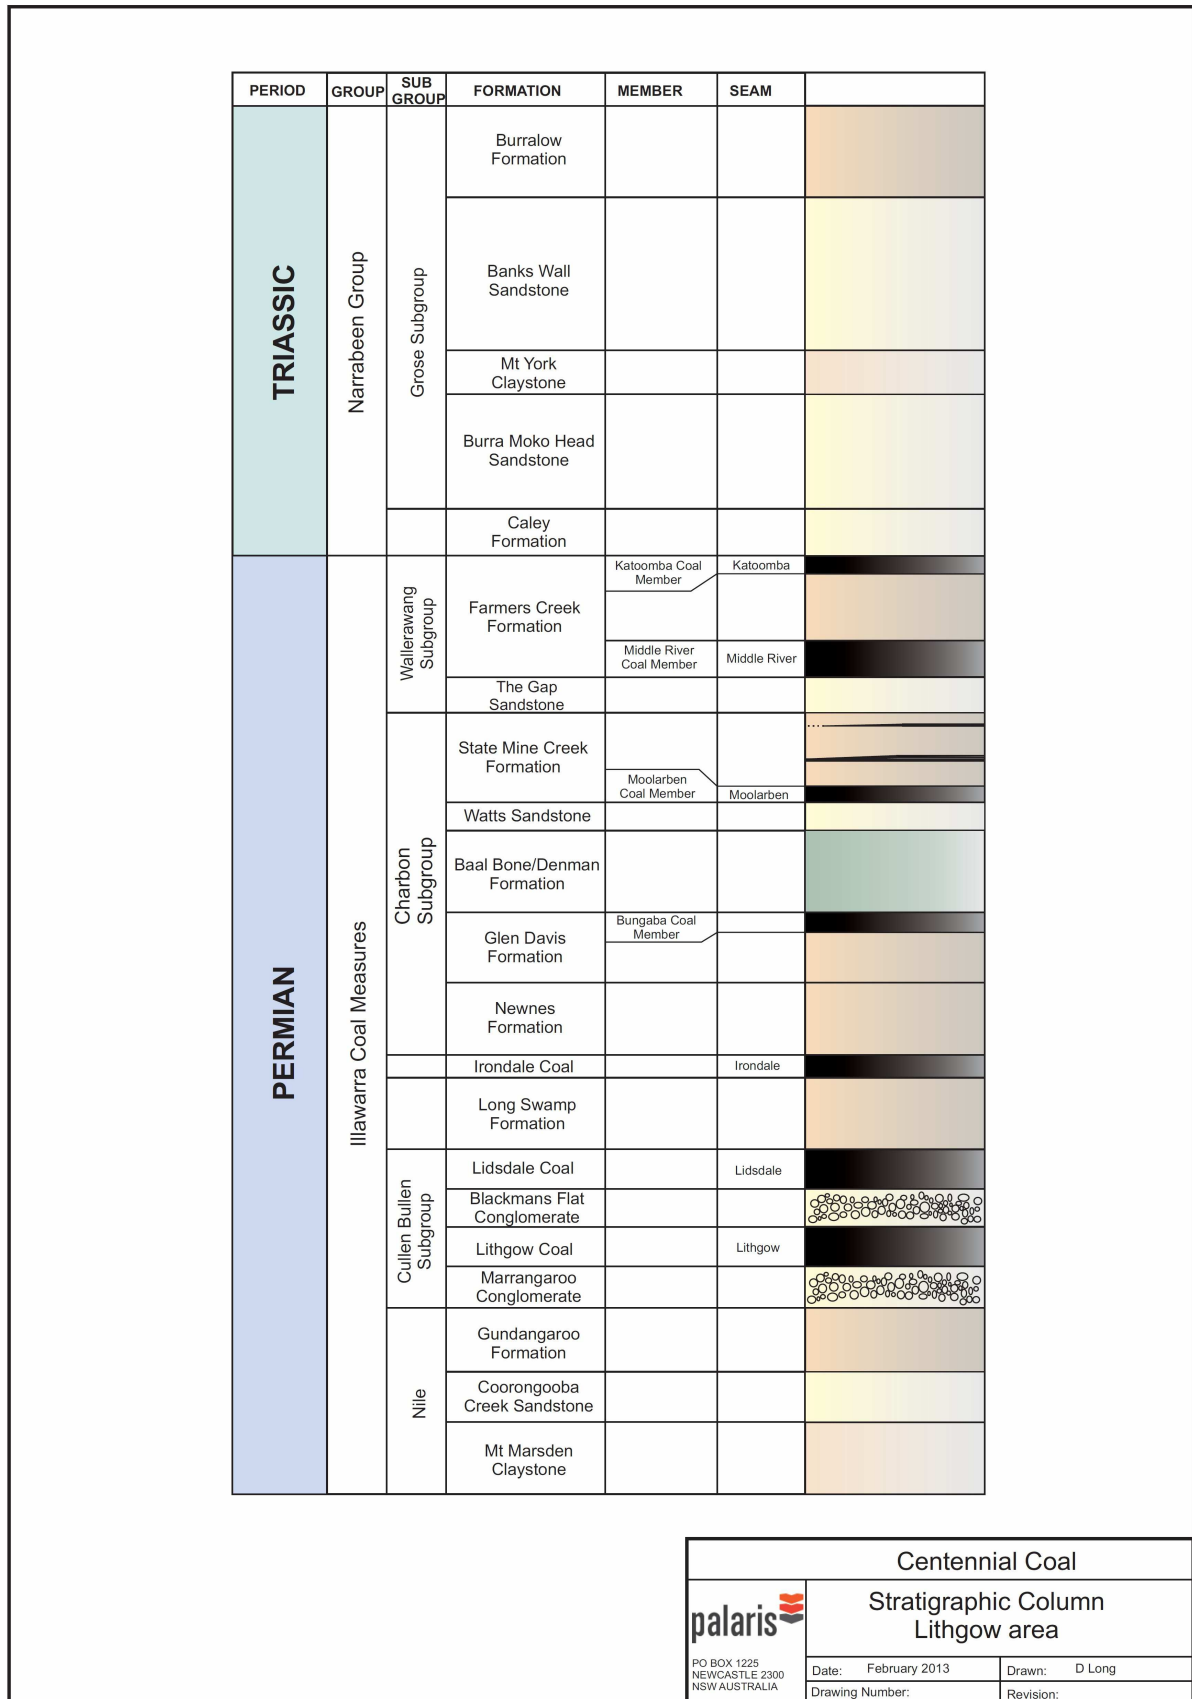 PERIOD
GROUP
SUB
GROUP
FORMATION
MEMBER
SEAM
TRIASSIC
Narrabeen Group
Grose Subgroup
Burralow
Formation
Banks Wall
Sandstone
Mt York
Claystone
Burra Moko Head
Sandstone
Caley
Formation
PERMIAN
Illawarra Coal Measures
Wallerawang
Subgroup
Farmers Creek
Formation
Katoomba Coal
Member
Katoomba
Middle River
Coal Member
Middle River
The Gap
Sandstone
Charbon
Subgroup
State Mine Creek
Formation
Moolarben
Coal Member
Moolarben
Watts Sandstone
Baal Bone/Denman
Formation
Glen Davis
Formation
Bungaba Coal
Member
Newnes
Formation
Irondale Coal
Irondale
Long Swamp
Formation
Cullen Bullen
Subgroup
Lidsdale Coal
Lidsdale
Blackmans Flat
Conglomerate
Lithgow Coal
Lithgow
Marrangaroo
Conglomerate
Nile
Gundangaroo
Formation
Coorongooba
Creek Sandstone
Mt Marsden
Claystone
Centennial Coal
palaris
PO BOX 1225
NEWCASTLE 2300
NSW AUSTRALIA
Stratigraphic Column
Lithgow area
Date: February 2013
Drawn: D Long
Drawing Number:
Revision: